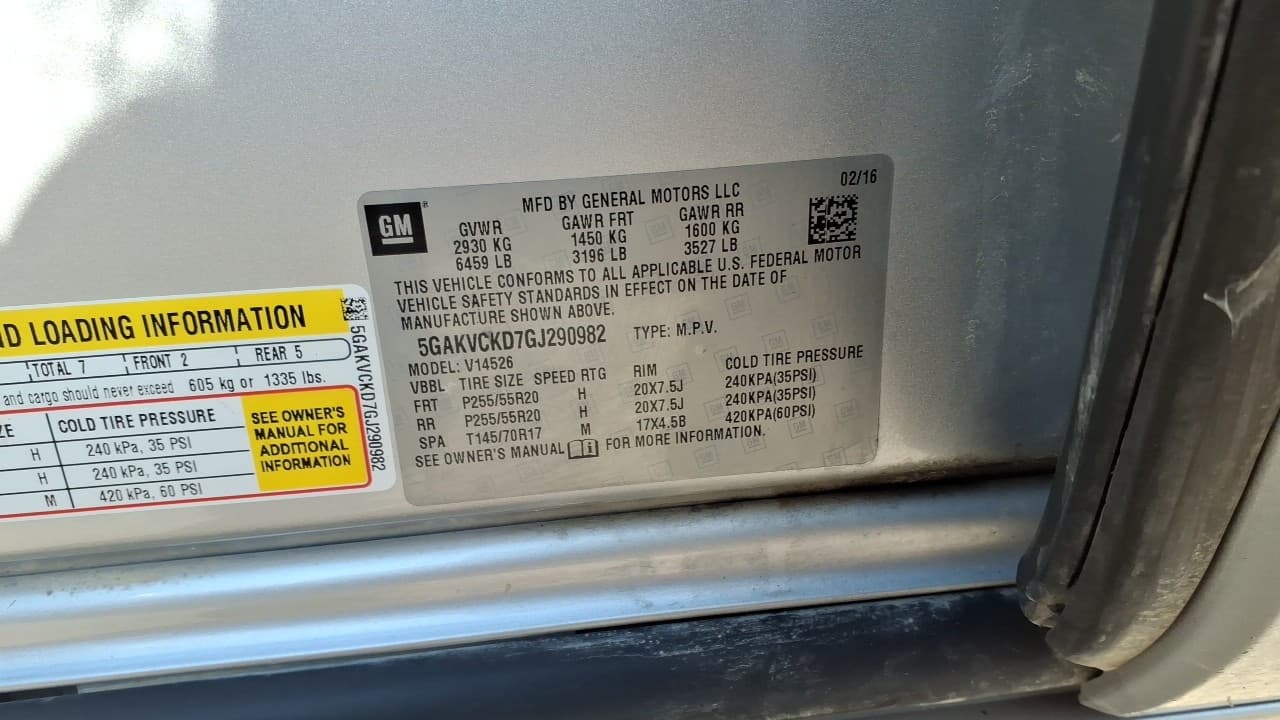 GM ®
MFD BY GENERAL MOTORS LLC 02/16
GVWR GAWR FRT GAWR RR
2930 KG 1450 KG 1600 KG
6459 LB 3196 LB 3527 LB
THIS VEHICLE CONFORMS TO ALL APPLICABLE U.S. FEDERAL MOTOR
VEHICLE SAFETY STANDARDS IN EFFECT ON THE DATE OF
MANUFACTURE SHOWN ABOVE.
5GAKVCKD7GJ290982 TYPE: M.P.V.
MODEL: V14526
VBBL TIRE SIZE SPEED RTG RIM COLD TIRE PRESSURE
FRT P255/55R20 H 20X7.5J 240KPA(35PSI)
RR P255/55R20 H 20X7.5J 240KPA(35PSI)
SPA T145/70R17 M 17X4.5B 420KPA(60PSI)
SEE OWNER'S MANUAL i FOR MORE INFORMATION.
LOADING INFORMATION
TOTAL 7 FRONT 2 REAR 5
and cargo should never exceed 605 kg or 1335 lbs.
COLD TIRE PRESSURE
H 240 kPa, 35 PSI
H 240 kPa, 35 PSI
M 420 kPa, 60 PSI
SEE OWNER'S
MANUAL FOR
ADDITIONAL
INFORMATION
5GAKVCKD7GJ290982